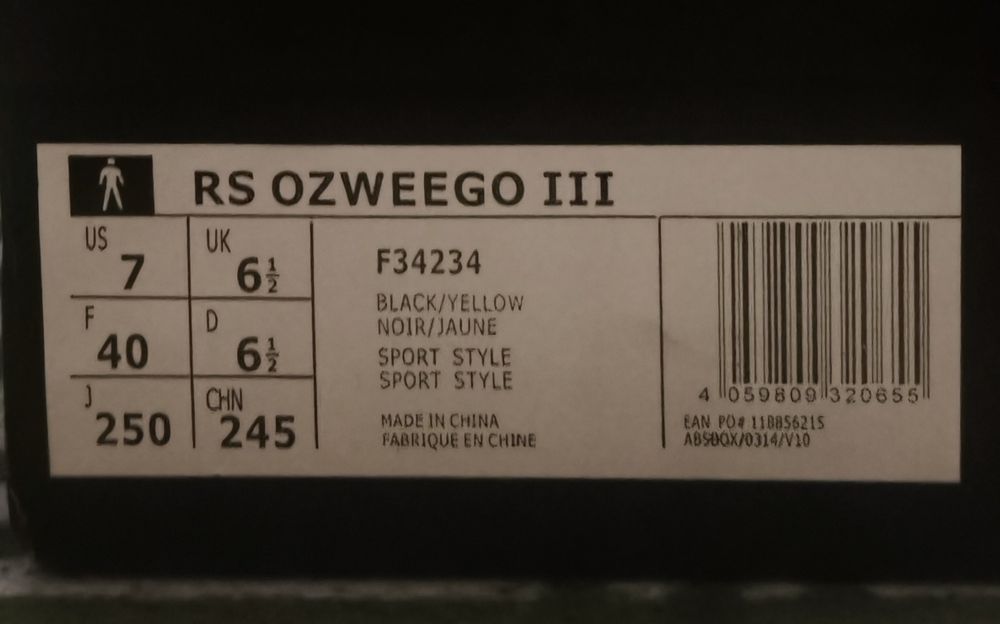 RS OZWEEGO III
US 7 UK 6½
F 40 D 6½
J 250 CHN 245
F34234
BLACK/YELLOW
NOIR/JAUNE
SPORT STYLE
SPORT STYLE
MADE IN CHINA
FABRIQUE EN CHINE
4 059809 320655
EAN PO# 118856215
ABSBOX/0314/V10